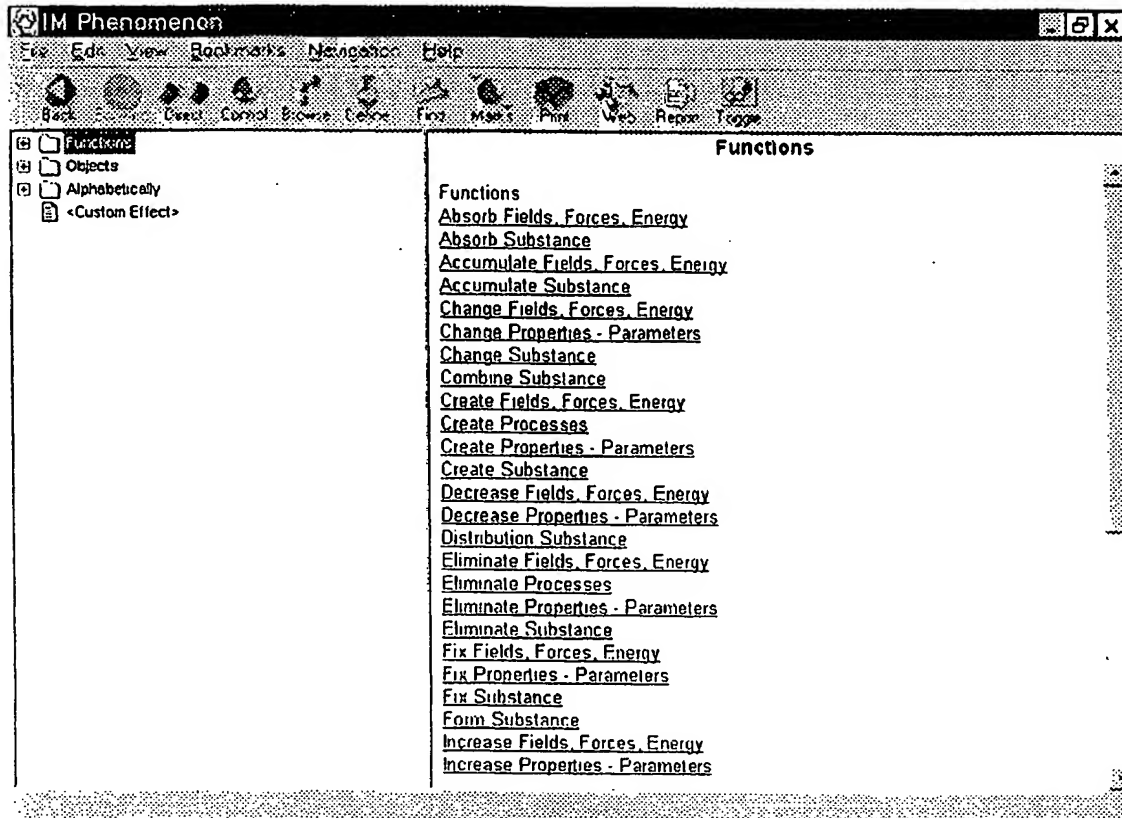 IM Phenomenon
File Edit View Bookmarks Navigation Help
Back Direct Control Browse Define Find Marks Print Web Report Toggle
Functions
Objects
Alphabetically
<Custom Effect>
Functions
Functions
Absorb Fields, Forces, Energy
Absorb Substance
Accumulate Fields, Forces, Energy
Accumulate Substance
Change Fields, Forces, Energy
Change Properties - Parameters
Change Substance
Combine Substance
Create Fields, Forces, Energy
Create Processes
Create Properties - Parameters
Create Substance
Decrease Fields, Forces, Energy
Decrease Properties - Parameters
Distribution Substance
Eliminate Fields, Forces, Energy
Eliminate Processes
Eliminate Properties - Parameters
Eliminate Substance
Fix Fields, Forces, Energy
Fix Properties - Parameters
Fix Substance
Form Substance
Increase Fields, Forces, Energy
Increase Properties - Parameters